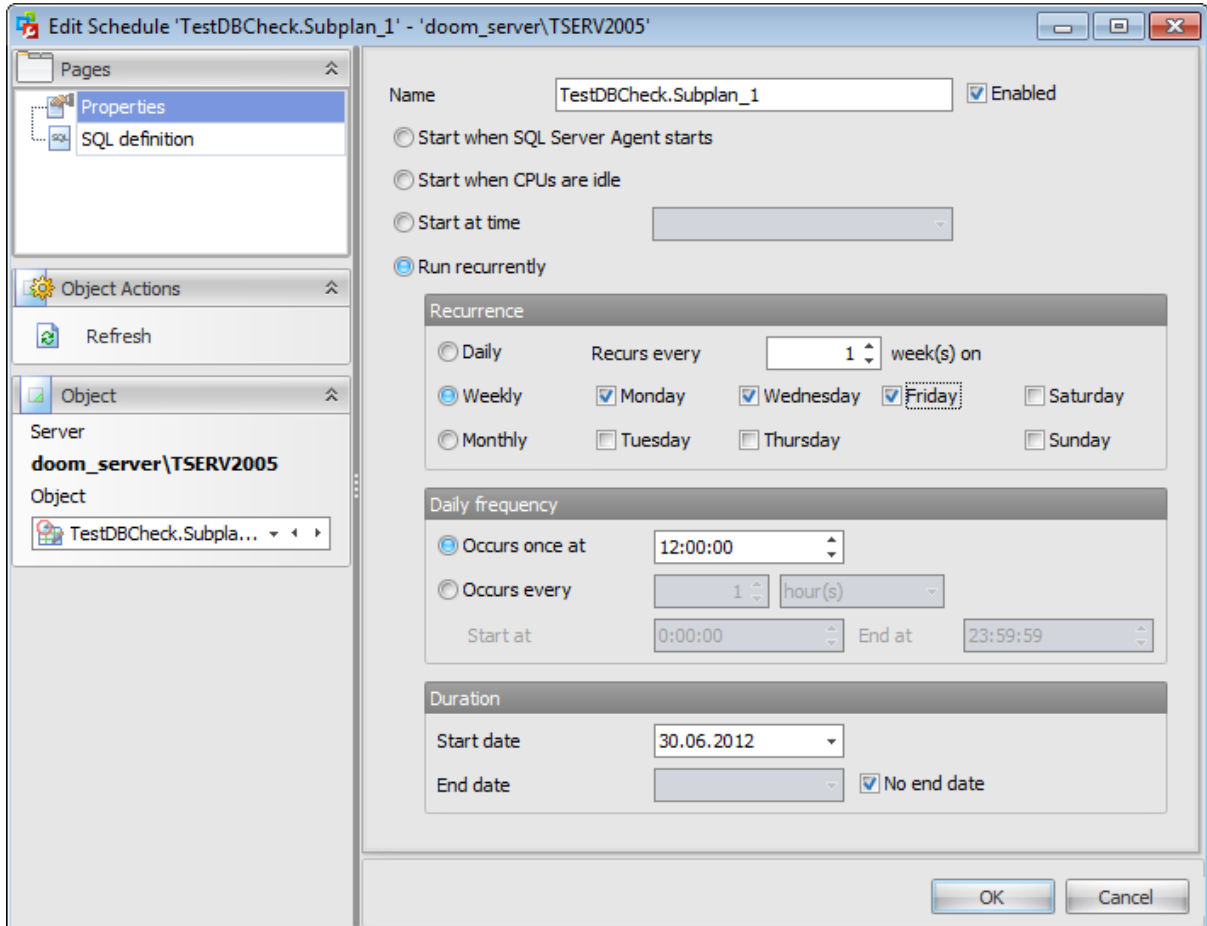 Edit Schedule 'TestDBCheck.Subplan_1' - 'doom_server\TSERV2005'
Pages
Properties
SQL
SQL definition
Object Actions
Refresh
Object
Server
doom_server\TSERV2005
Object
TestDBCheck.Subpla...
Name TestDBCheck.Subplan_1 Enabled
Start when SQL Server Agent starts
Start when CPUs are idle
Start at time
Run recurrently
Recurrence
Daily Recurs every 1 week(s) on
Weekly Monday Wednesday Friday Saturday
Monthly Tuesday Thursday Sunday
Daily frequency
Occurs once at 12:00:00
Occurs every 1 hour(s)
Start at 0:00:00 End at 23:59:59
Duration
Start date 30.06.2012
End date No end date
OK Cancel